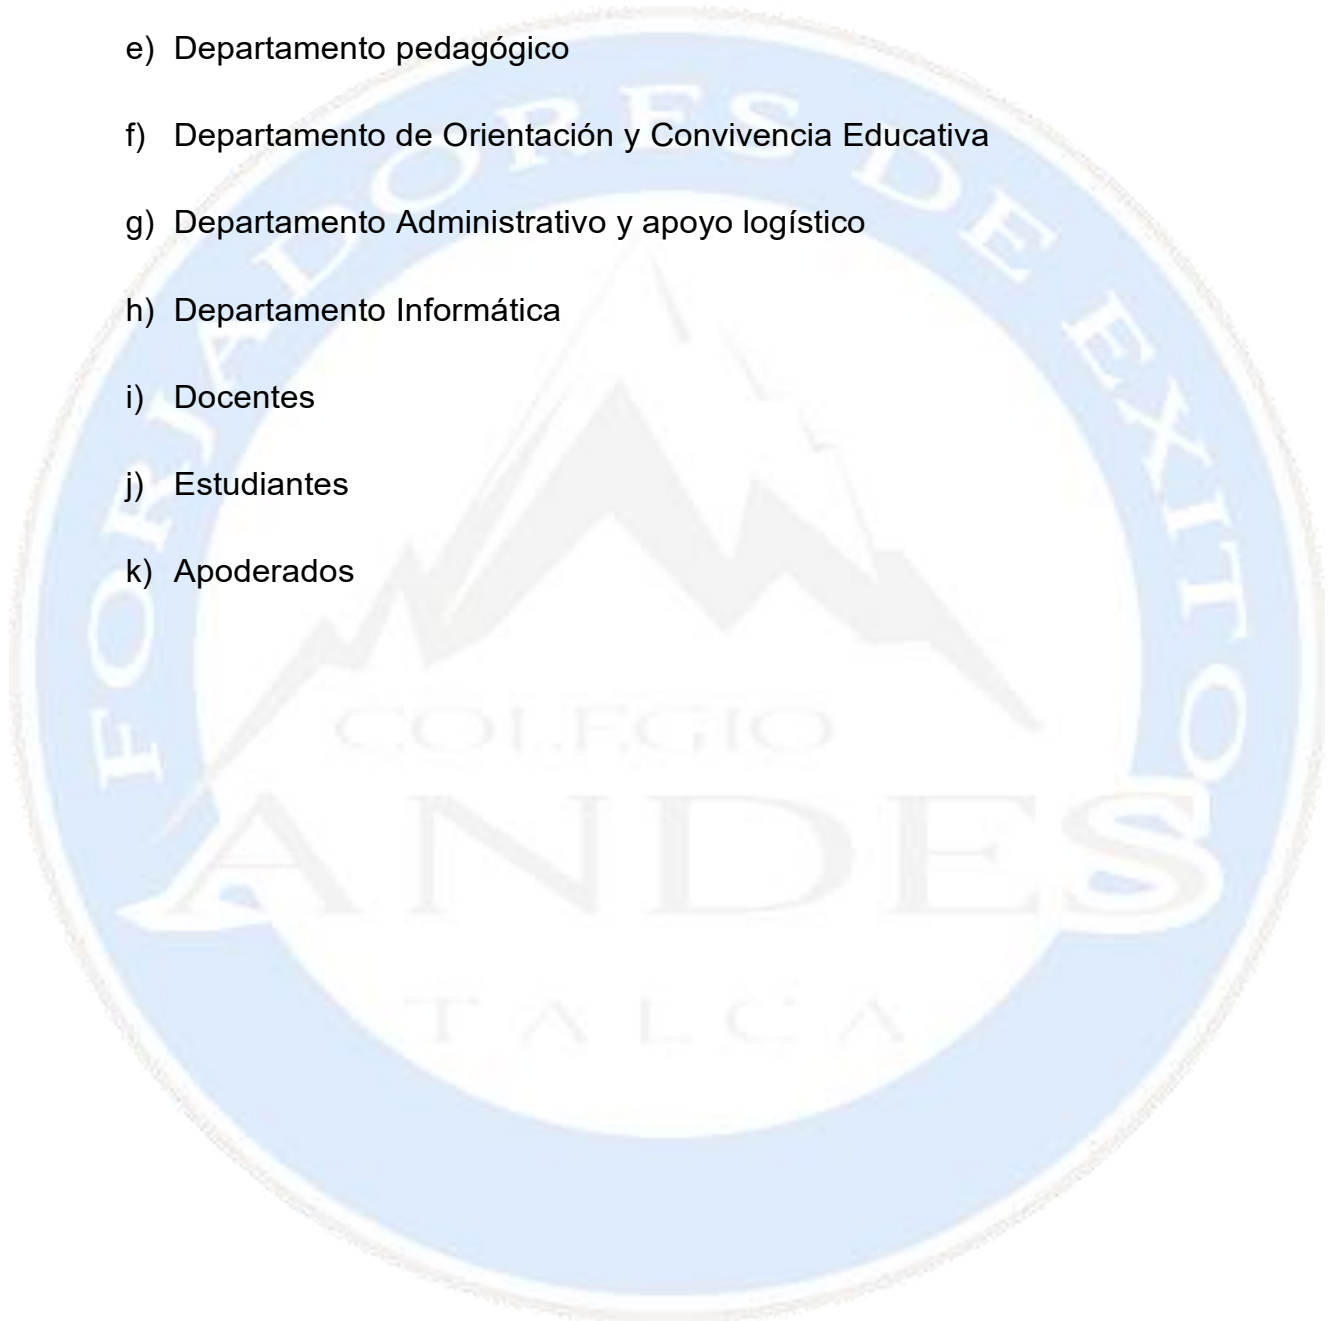 e) Departamento pedagógico
f) Departamento de Orientación y Convivencia Educativa
g) Departamento Administrativo y apoyo logístico
h) Departamento Informática
i) Docentes
j) Estudiantes
k) Apoderados
FORJADORES DE EXITO
COLEGIO
ANDES
TALCA